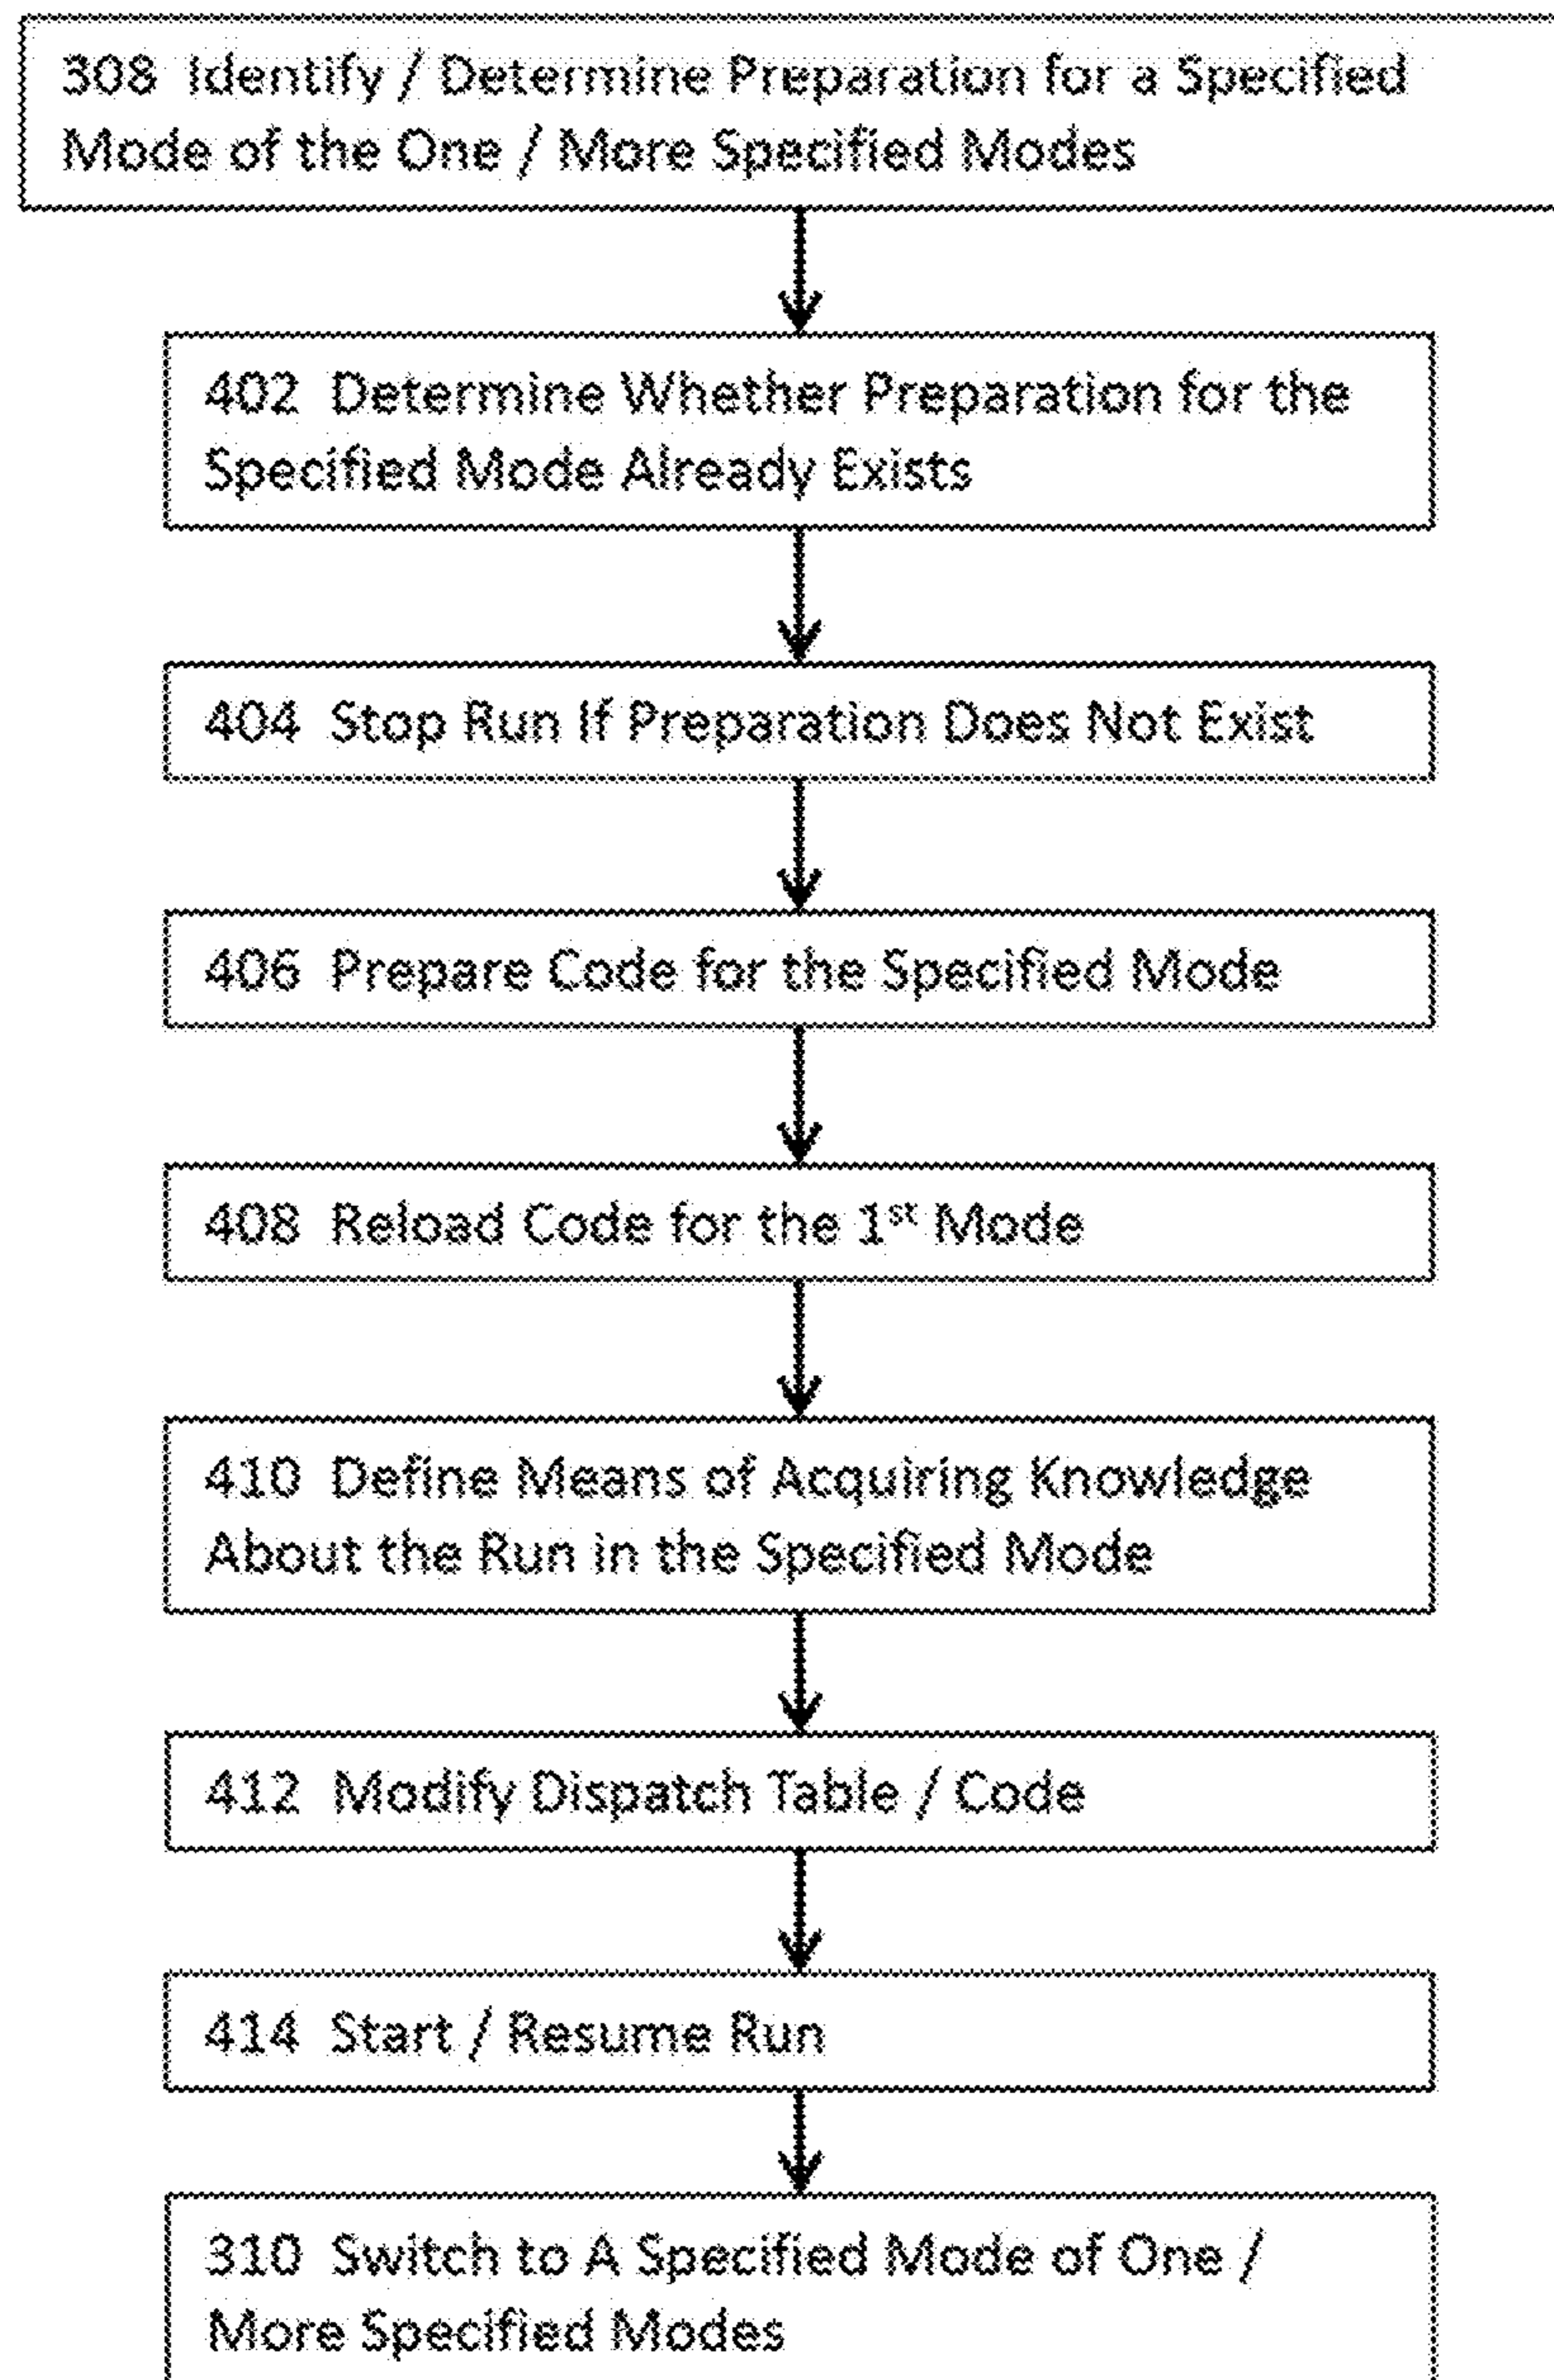 308 Identify / Determine Preparation for a Specified
Mode of the One / More Specified Modes
402 Determine Whether Preparation for the
Specified Mode Already Exists
404 Stop Run If Preparation Does Not Exist
406 Prepare Code for the Specified Mode
408 Reload Code for the 1st Mode
410 Define Means of Acquiring Knowledge
About the Run in the Specified Mode
412 Modify Dispatch Table / Code
414 Start / Resume Run
310 Switch to A Specified Mode of One /
More Specified Modes